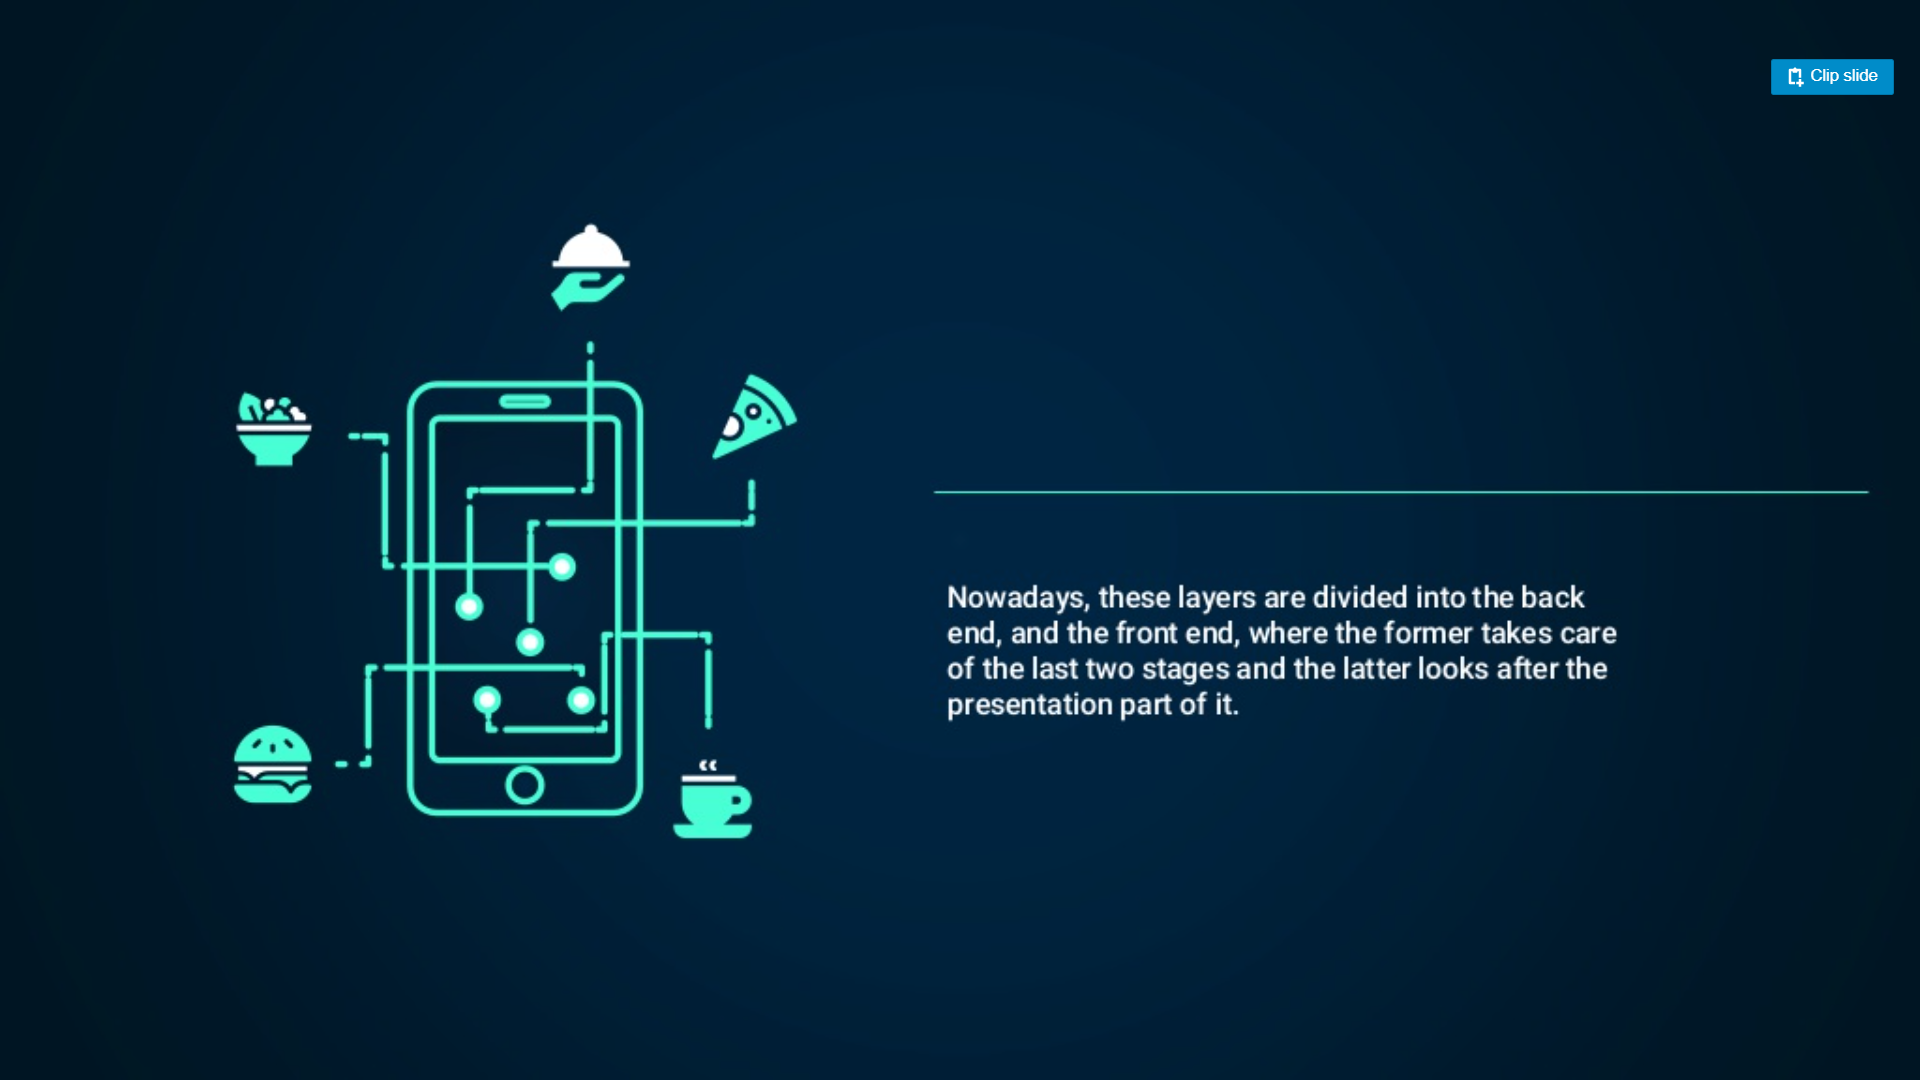 Clip slide
Nowadays, these layers are divided into the back
end, and the front end, where the former takes care
of the last two stages and the latter looks after the
presentation part of it.